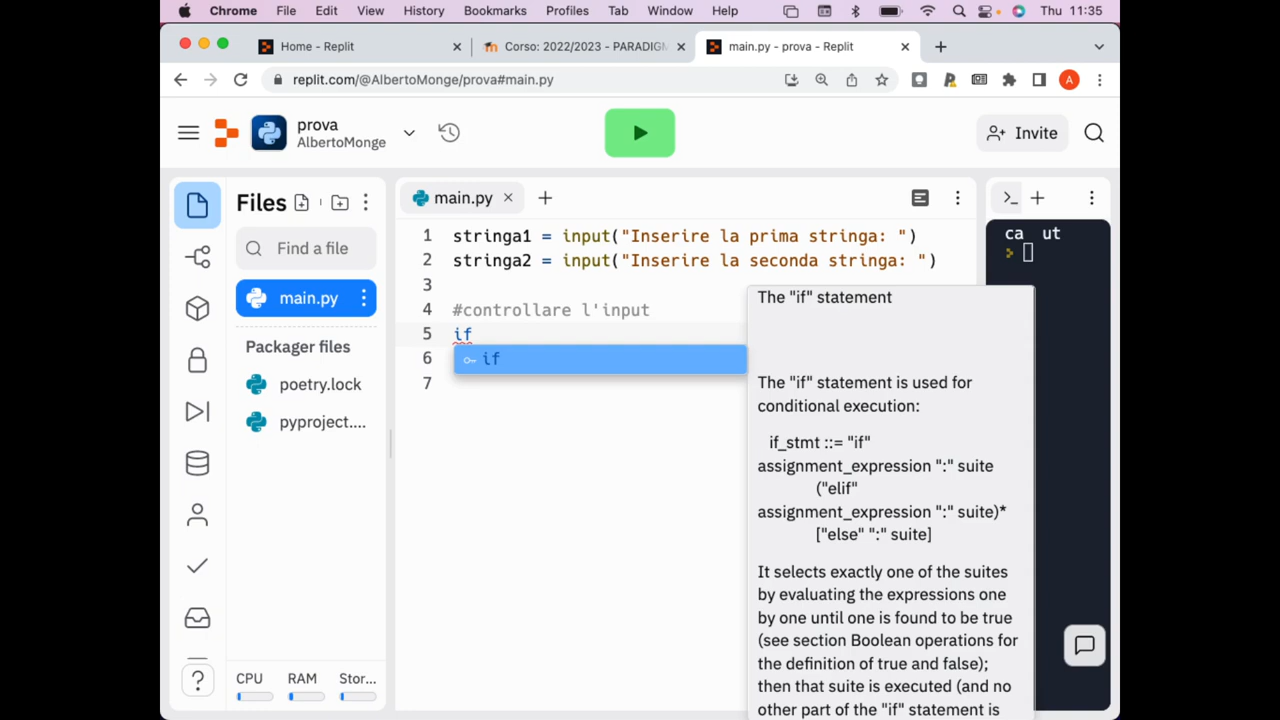 Chrome File Edit View History Bookmarks Profiles Tab Window Help Thu 11:35
Home - Replit
Corso: 2022/2023 - PARADIGM
main.py - prova - Replit
replit.com/@AlbertoMonge/prova#main.py
A
prova
AlbertoMonge
Invite
Files
Find a file
main.py
Packager files
poetry.lock
pyproject....
CPU RAM Stor...
main.py
1 stringa1 = input("Inserire la prima stringa: ")
2 stringa2 = input("Inserire la seconda stringa: ")
3
4 #controllare l'input
5 if
if
6
7
The "if" statement
The "if" statement is used for
conditional execution:
if_stmt ::= "if"
assignment_expression ":" suite
("elif"
assignment_expression ":" suite)*
["else" ":" suite]
It selects exactly one of the suites
by evaluating the expressions one
by one until one is found to be true
(see section Boolean operations for
the definition of true and false);
then that suite is executed (and no
other part of the "if" statement is
ca ut